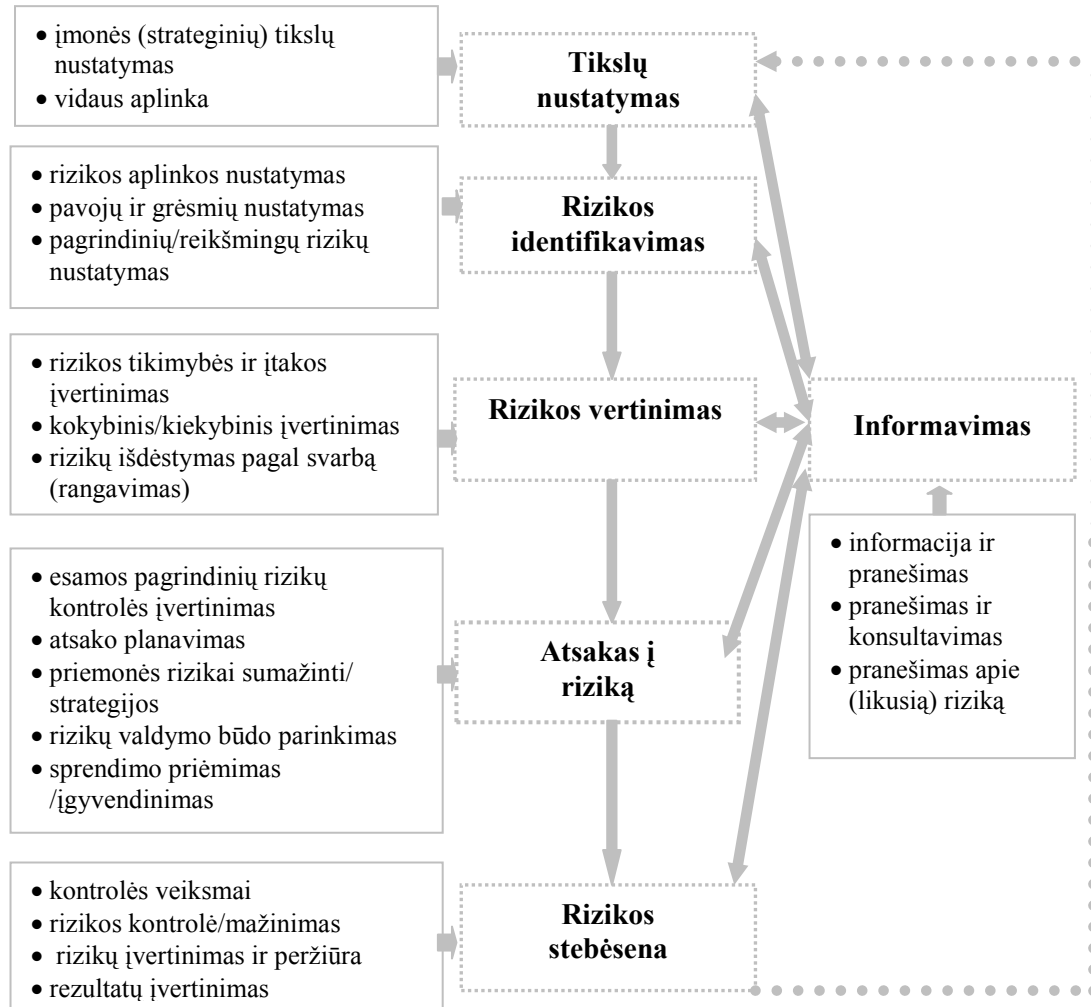 • įmonės (strateginių) tikslų
nustatymas
• vidaus aplinka
Tikslų
nustatymas
• rizikos aplinkos nustatymas
• pavojų ir grėsmių nustatymas
• pagrindinių/reikšmingų rizikų
nustatymas
Rizikos
identifikavimas
• rizikos tikimybės ir įtakos
įvertinimas
• kokybinis/kiekybinis įvertinimas
• rizikų išdėstymas pagal svarbą
(rangavimas)
Rizikos vertinimas
Informavimas
• informacija ir
pranešimas
• pranešimas ir
konsultavimas
• pranešimas apie
(likusią) riziką
• esamos pagrindinių rizikų
kontrolės įvertinimas
• atsako planavimas
• priemonės rizikai sumažinti/
strategijos
• rizikų valdymo būdo parinkimas
• sprendimo priėmimas
/įgyvendinimas
Atsakas į
riziką
• kontrolės veiksmai
• rizikos kontrolė/mažinimas
• rizikų įvertinimas ir peržiūra
• rezultatų įvertinimas
Rizikos
stebėsena